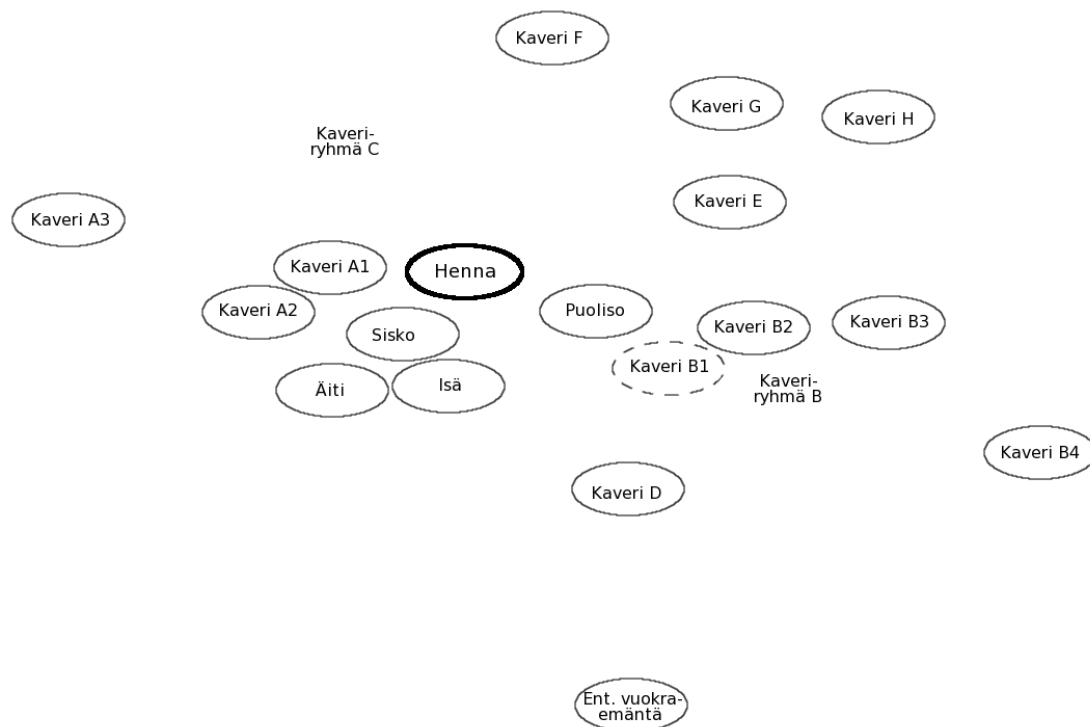 Kaveri F
Kaveri G
Kaveri H
Kaveri-
ryhmä C
Kaveri E
Kaveri A3
Kaveri A1
Henna
Kaveri A2
Puoliso
Kaveri B2
Kaveri B3
Sisko
Kaveri B1
Kaveri-
ryhmä B
Äiti
Isä
Kaveri B4
Kaveri D
Ent. vuokra-
emäntä